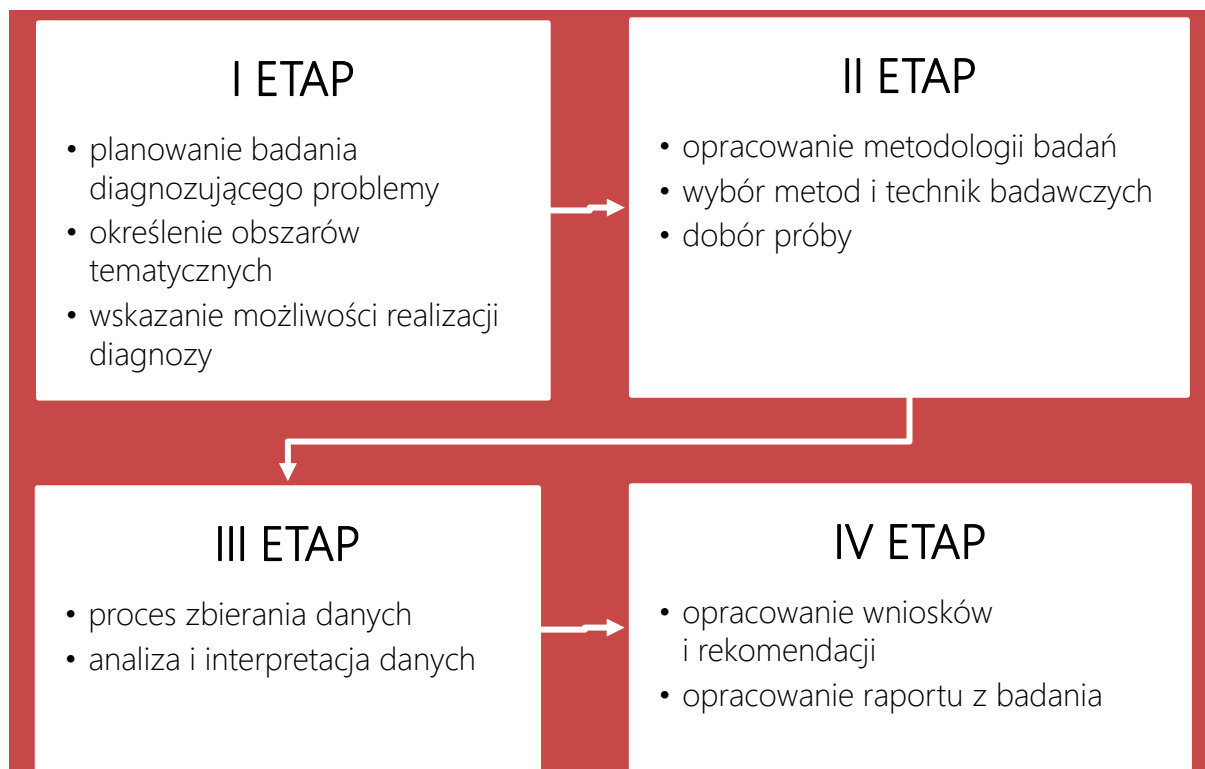 I ETAP
• planowanie badania
diagnozującego problemy
• określenie obszarów
tematycznych
• wskazanie możliwości realizacji
diagnozy
II ETAP
• opracowanie metodologii badań
• wybór metod i technik badawczych
• dobór próby
III ETAP
• proces zbierania danych
• analiza i interpretacja danych
IV ETAP
• opracowanie wniosków
i rekomendacji
• opracowanie raportu z badania